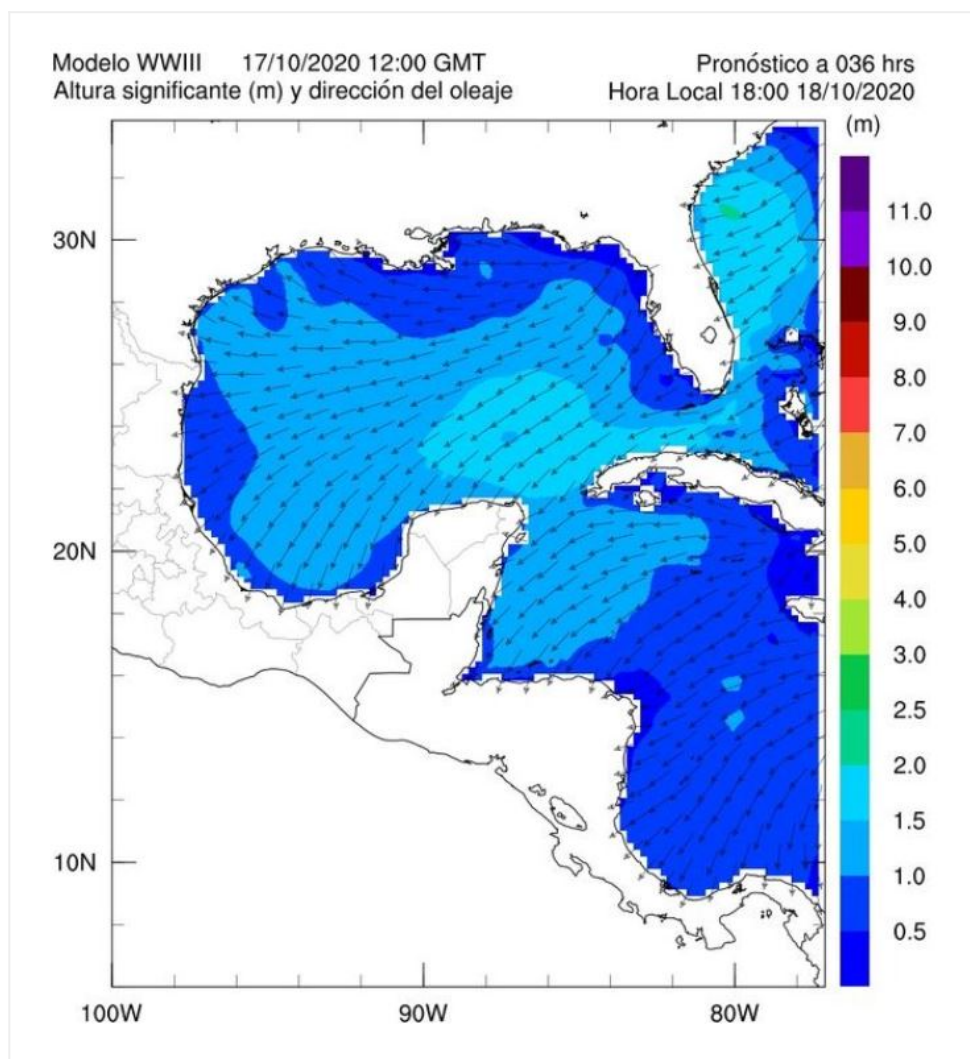 Modelo WWIII 17/10/2020 12:00 GMT
Pronóstico a 036 hrs
Altura significante (m) y dirección del oleaje
Hora Local 18:00 18/10/2020
(m)
11.0
10.0
9.0
8.0
7.0
6.0
5.0
4.0
3.0
2.5
2.0
1.5
1.0
0.5
30N
20N
10N
100W
90W
80W